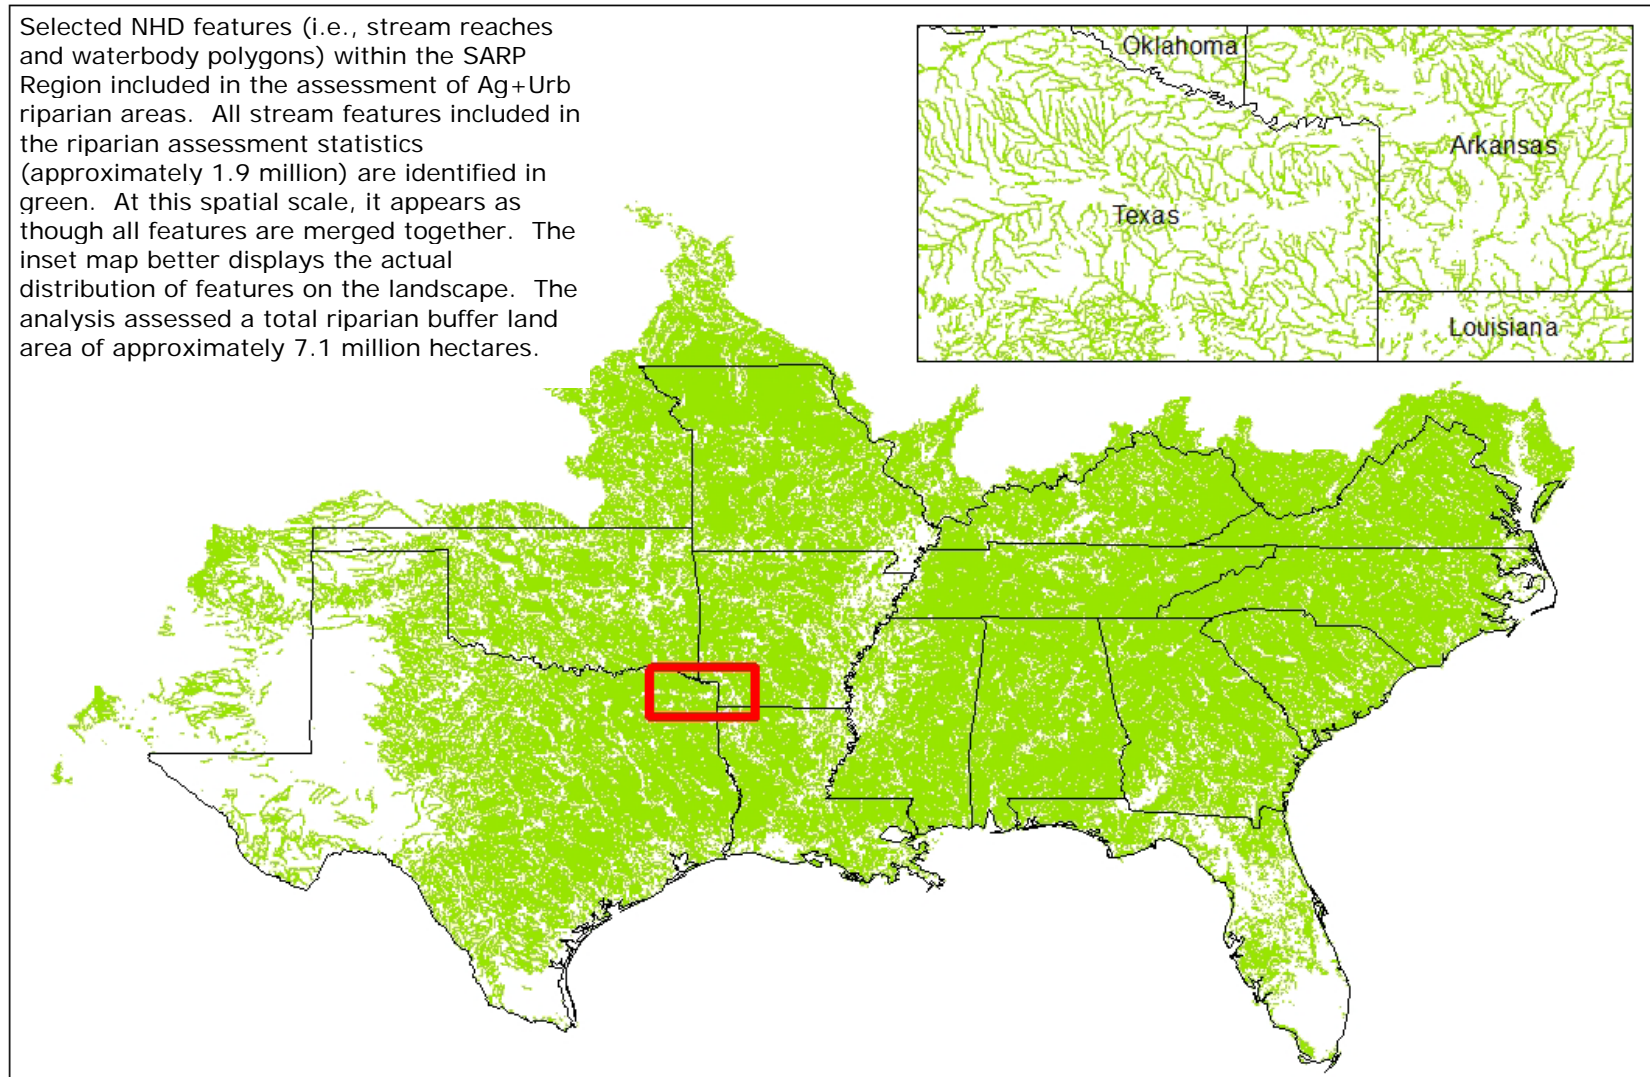 Selected NHD features (i.e., stream reaches
and waterbody polygons) within the SARP
Region included in the assessment of Ag+Urb
riparian areas.  All stream features included in
the riparian assessment statistics
(approximately 1.9 million) are identified in
green.  At this spatial scale, it appears as
though all features are merged together.  The
inset map better displays the actual
distribution of features on the landscape.  The
analysis assessed a total riparian buffer land
area of approximately 7.1 million hectares.
Oklahoma
Arkansas
Texas
Louisiana